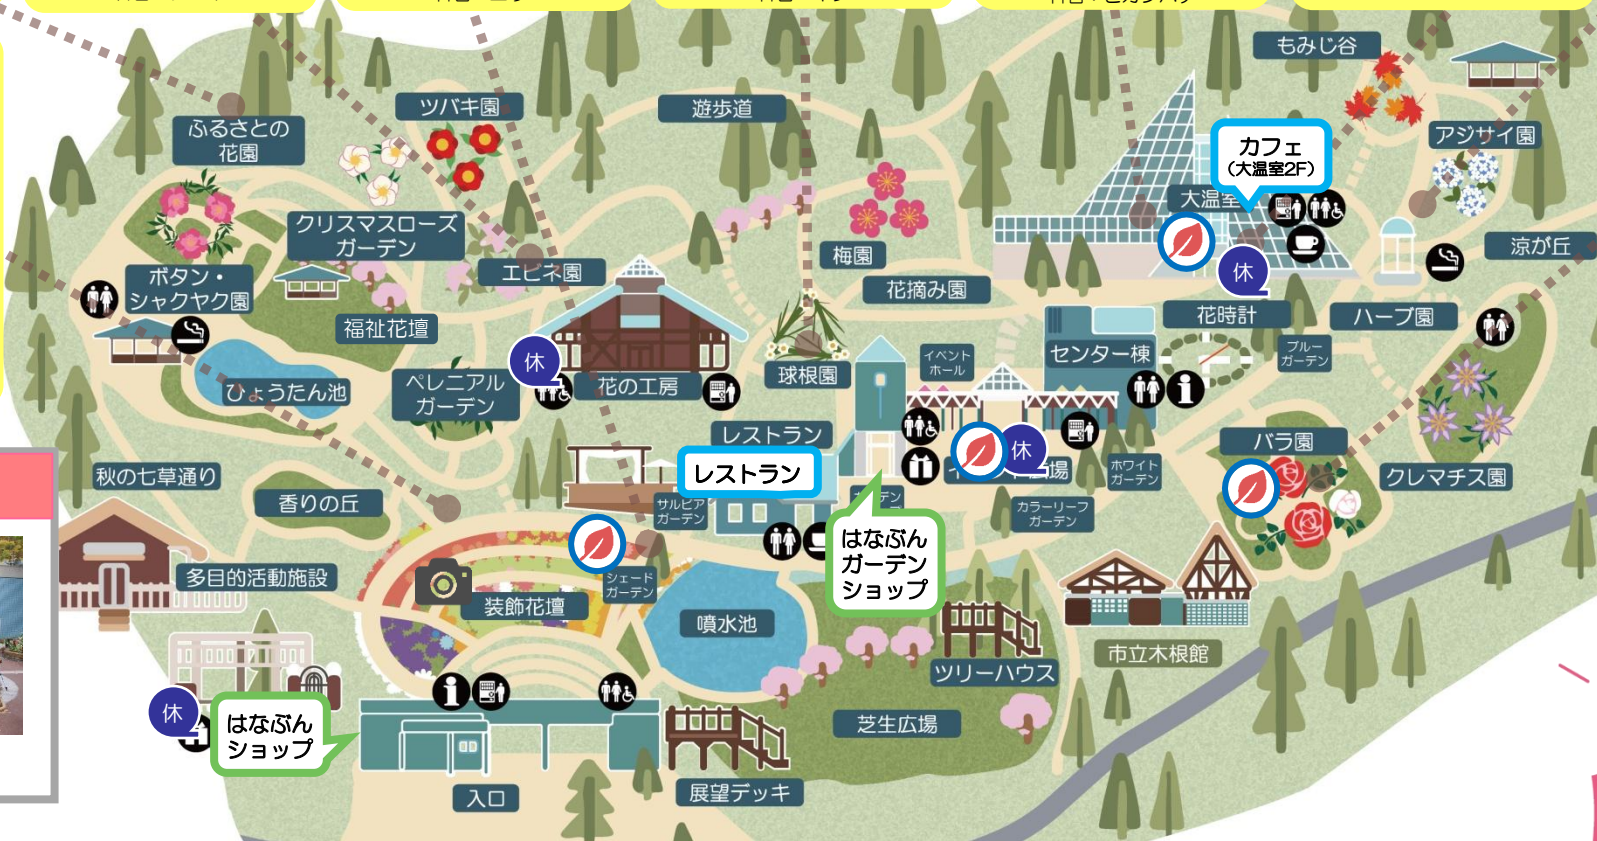 もみじ谷
ツバキ園
遊歩道
ふるさとの
花園
カフェ
(大温室2F)
アジサイ園
大温室
クリスマスローズ
ガーデン
梅園
涼が丘
エビネ園
ボタン・
シャクヤク園
花摘み園
福祉花壇
花時計
ハーブ園
休
イベント
ホール
センター棟
ブルー
ガーデン
休
ひょうたん池
ペレニアル
ガーデン
花の工房
球根園
レストラン
バラ園
休
レストラン
ホワイト
ガーデン
クレマチス園
秋の七草通り
香りの丘
サルビア
ガーデン
カラーリーフ
ガーデン
はなぶん
ガーデン
ショップ
多目的活動施設
シェード
ガーデン
装飾花壇
噴水池
市立木根館
ツリーハウス
休
はなぶん
ショップ
芝生広場
入口
展望デッキ